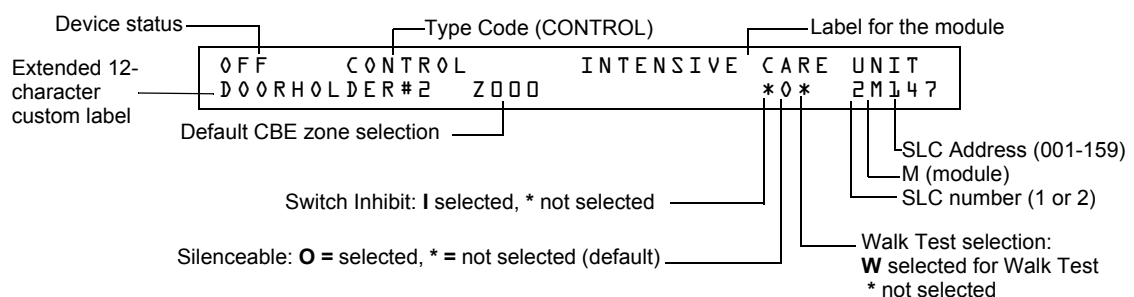 Device status
Type Code (CONTROL)
Label for the module
OFF CONTROL INTENSIVE CARE UNIT
DOORHOLDER#2 Z000 *O* 2M147
Extended 12-
character
custom label
Default CBE zone selection
SLC Address (001-159)
M (module)
SLC number (1 or 2)
Switch Inhibit: I selected, * not selected
Silenceable: O = selected, * = not selected (default)
Walk Test selection:
W selected for Walk Test
* not selected